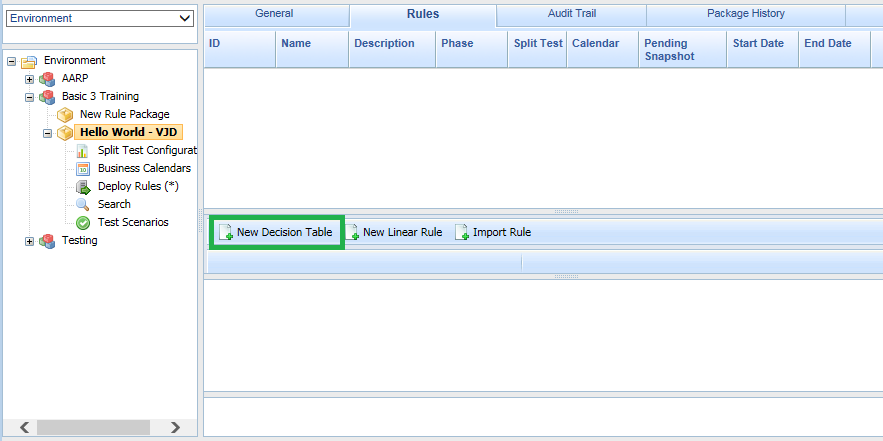 Environment
Environment
AARP
Basic 3 Training
New Rule Package
Hello World - VJD
Split Test Configurat
Business Calendars
Deploy Rules (*)
Search
Test Scenarios
Testing
General Rules Audit Trail Package History
ID Name Description Phase Split Test Calendar Pending Start Date End Date
Snapshot
New Decision Table New Linear Rule Import Rule